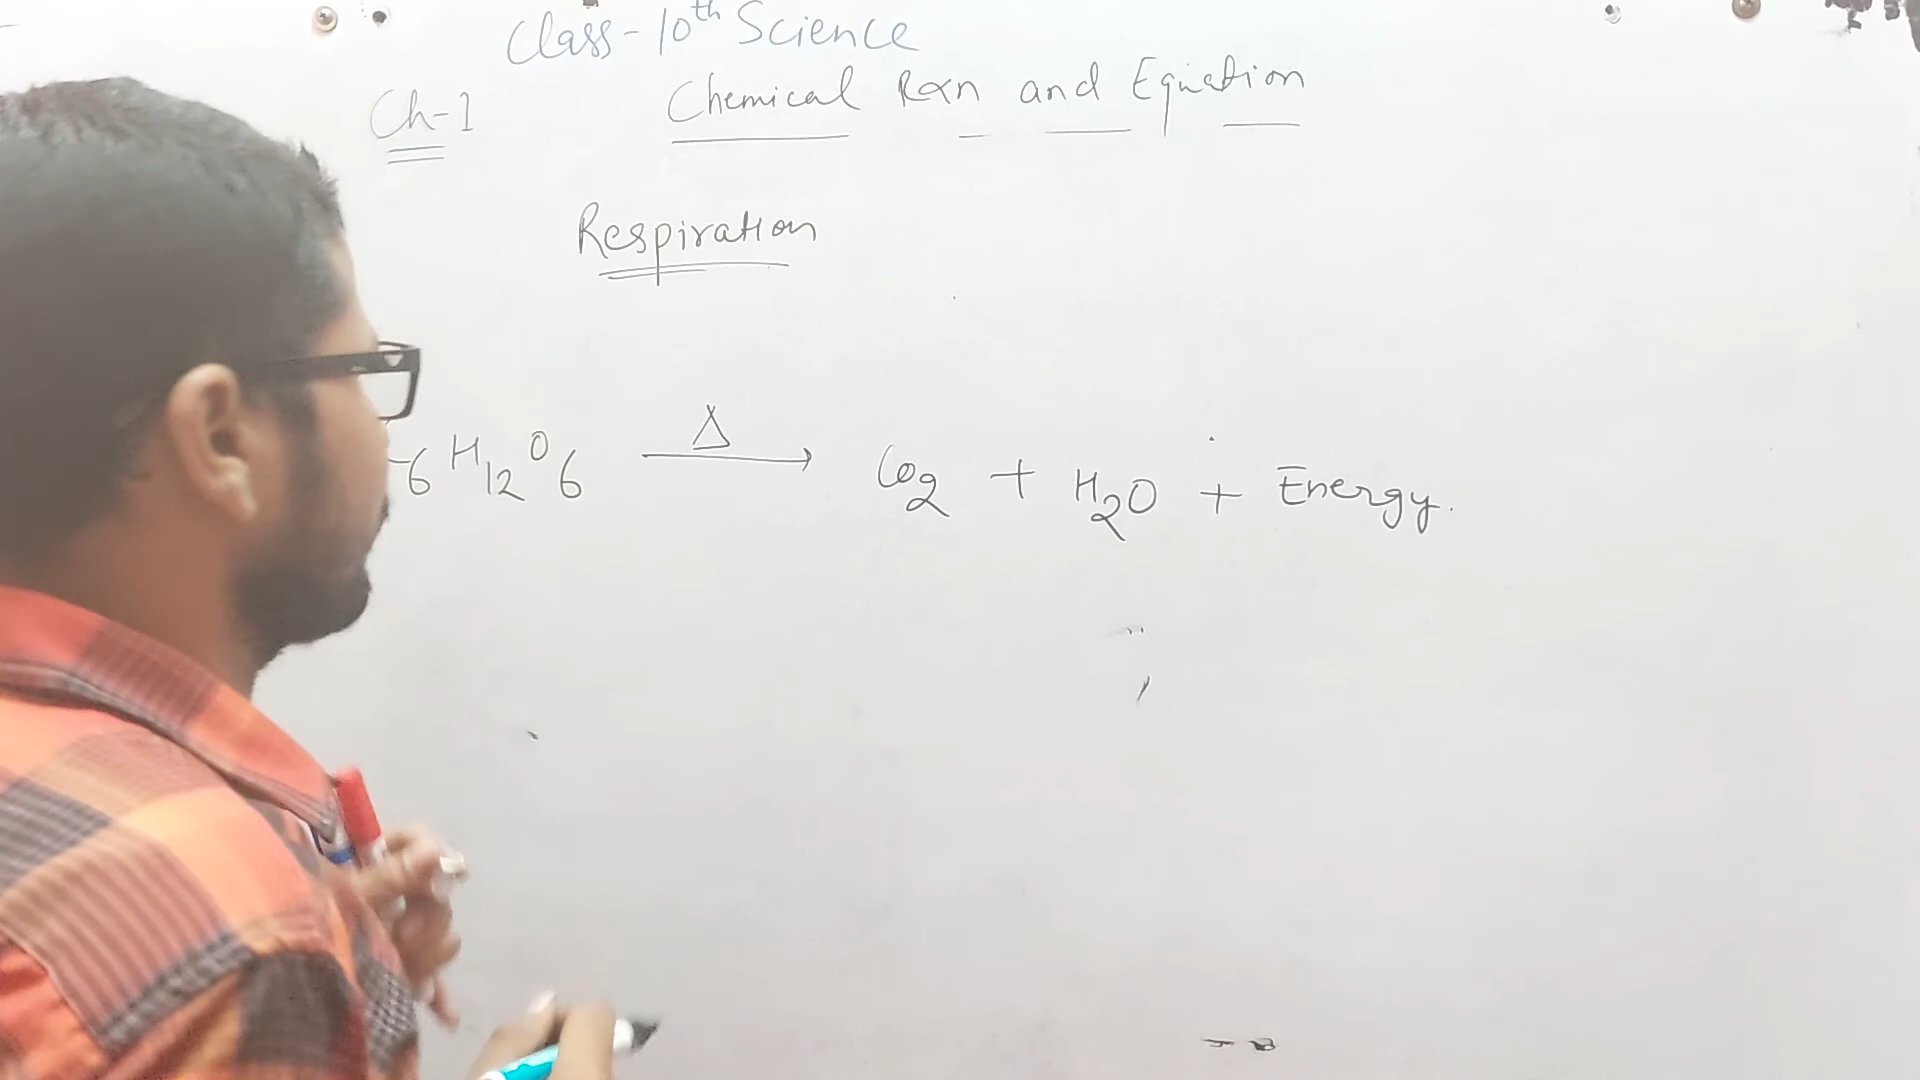 Class-10th Science
Ch-1 Chemical Rxn and Equation
Respiration
6H12O6 —Δ→ CO2 + H2O + Energy.